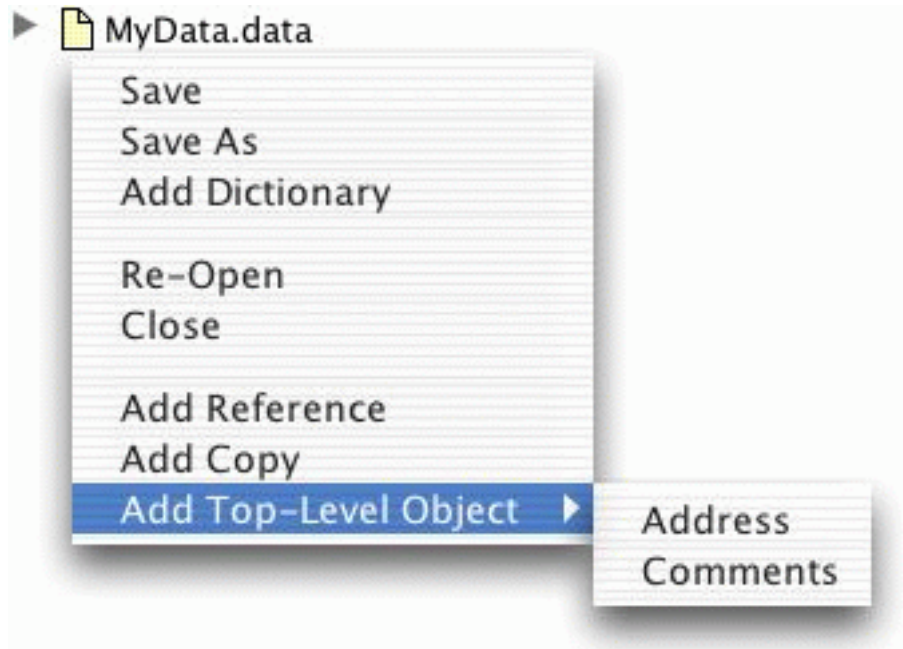 MyData.data
Save
Save As
Add Dictionary
Re-Open
Close
Add Reference
Add Copy
Add Top-Level Object
Address
Comments